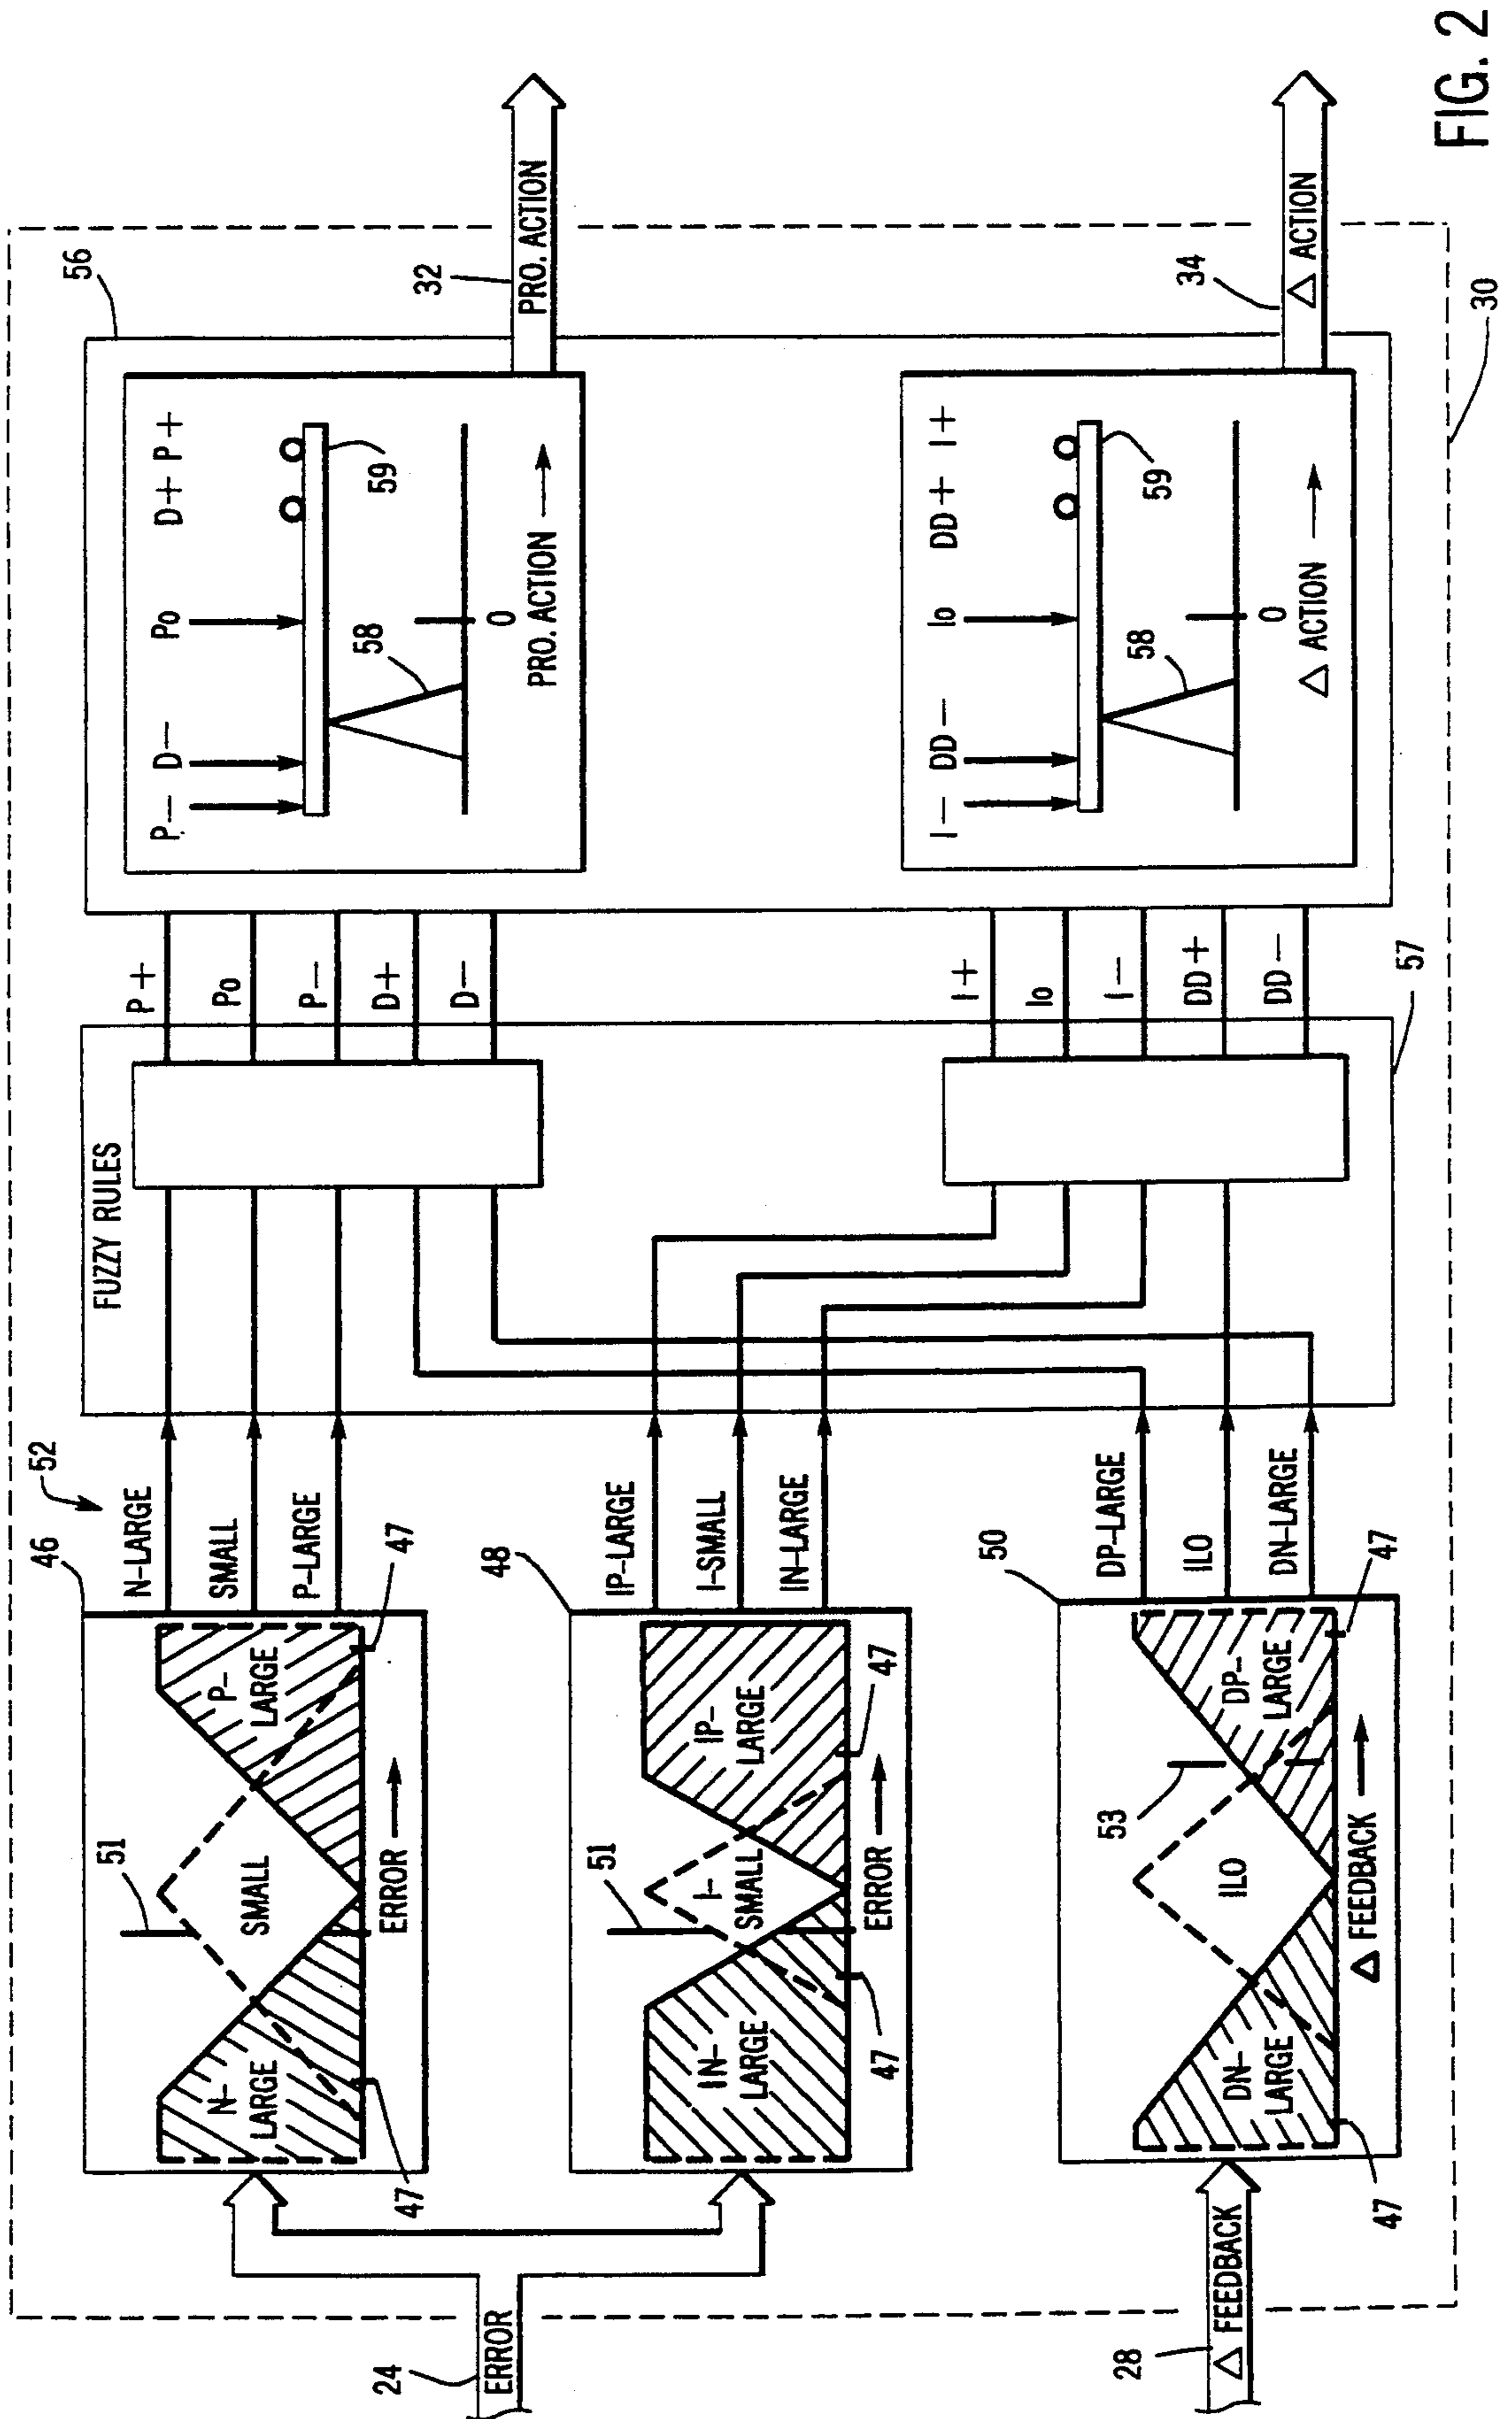 FIG. 2
30
24
ERROR
28
△ FEEDBACK
46
51
N-
LARGE
SMALL
P-
LARGE
47
47
ERROR
52
N-LARGE
SMALL
P-LARGE
48
51
IN-
LARGE
I-
SMALL
IP-
LARGE
47
47
ERROR
IP-LARGE
I-SMALL
IN-LARGE
50
53
DN-
LARGE
ILO
DP-
LARGE
47
47
△ FEEDBACK
DP-LARGE
ILO
DN-LARGE
FUZZY RULES
57
P+
Po
P-
D+
D-
I+
Io
I-
DD+
DD-
56
P- D- Po D+ P+
59
58
0
PRO. ACTION
32
PRO. ACTION
I- DD- Io DD+ I+
59
58
0
△ ACTION
34
△ ACTION